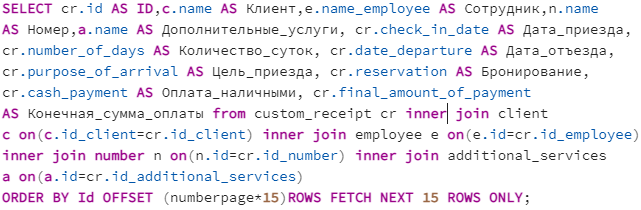 SELECT cr.id AS ID,c.name AS Клиент,e.name_employee AS Сотрудник,n.name
AS Номер,a.name AS Дополнительные_услуги, cr.check_in_date AS Дата_приезда,
cr.number_of_days AS Количество_суток, cr.date_departure AS Дата_отъезда,
cr.purpose_of_arrival AS Цель_приезда, cr.reservation AS Бронирование,
cr.cash_payment AS Оплата_наличными, cr.final_amount_of_payment
AS Конечная_сумма_оплаты from custom_receipt cr inner join client
c on(c.id_client=cr.id_client) inner join employee e on(e.id=cr.id_employee)
inner join number n on(n.id=cr.id_number) inner join additional_services
a on(a.id=cr.id_additional_services)
ORDER BY Id OFFSET (numberpage*15)ROWS FETCH NEXT 15 ROWS ONLY;